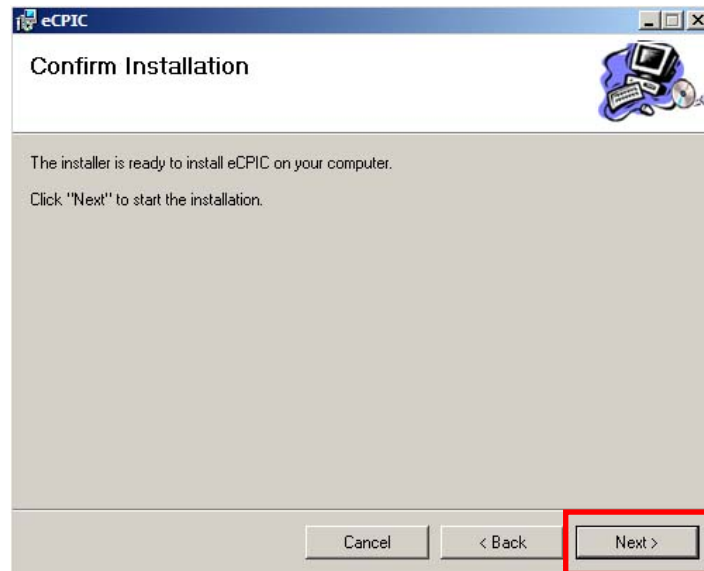 eCPIC
Confirm Installation
The installer is ready to install eCPIC on your computer.
Click "Next" to start the installation.
Cancel
< Back
Next >